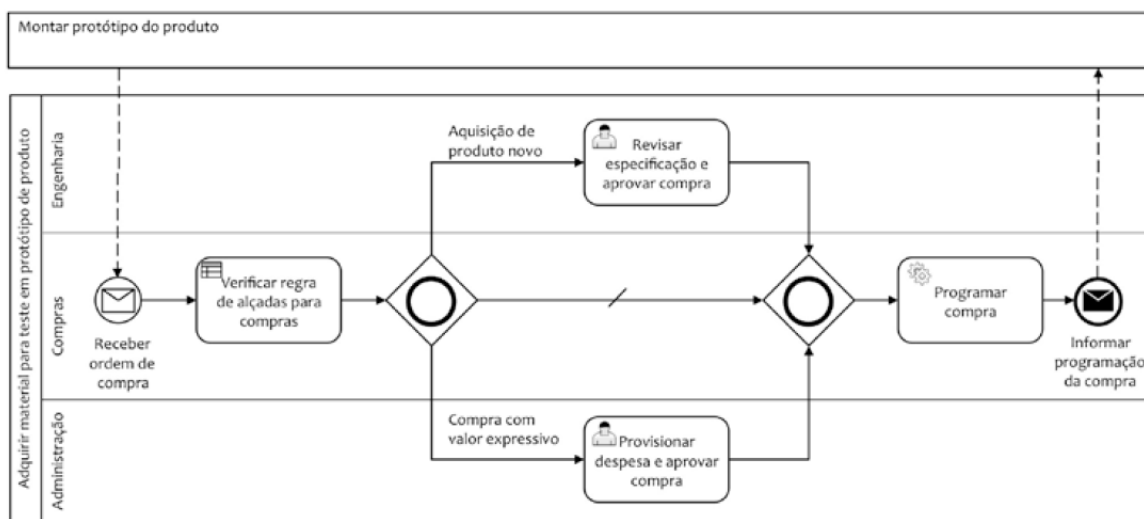 Montar protótipo do produto
Adquirir material para teste em protótipo de produto
Engenharia
Aquisição de
produto novo
Revisar
especificação e
aprovar compra
Compras
Receber
ordem de
compra
Verificar regra
de alçadas para
compras
Programar
compra
Informar
programação
da compra
Administração
Compra com
valor expressivo
Provisionar
despesa e aprovar
compra